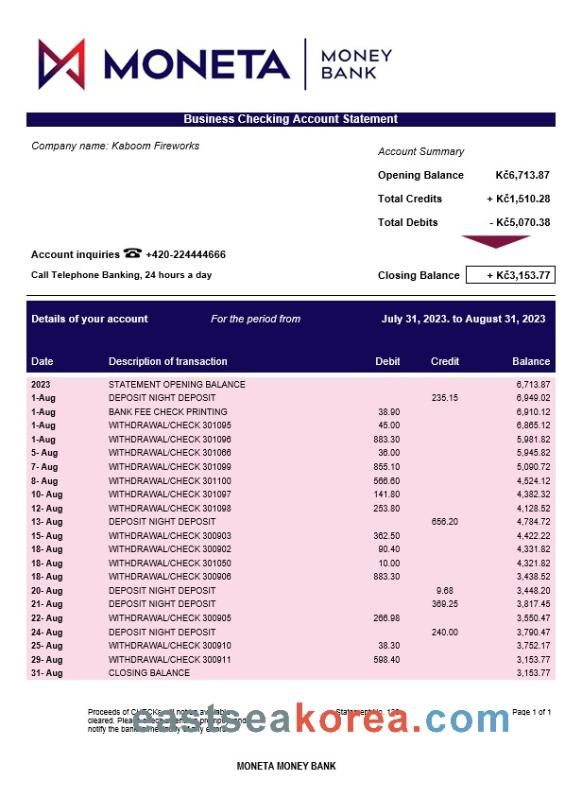 MONETA MONEY BANK
Business Checking Account Statement
Company name: Kaboom Fireworks
Account Summary
Opening Balance Kč6,713.87
Total Credits + Kč1,510.28
Total Debits - Kč5,070.38
Account inquiries ☎ +420-224444666
Call Telephone Banking, 24 hours a day
Closing Balance + Kč3,153.77
Details of your account For the period from July 31, 2023. to August 31, 2023
Date Description of transaction Debit Credit Balance
2023 STATEMENT OPENING BALANCE 6,713.87
1-Aug DEPOSIT NIGHT DEPOSIT 235.15 6,949.02
1-Aug BANK FEE CHECK PRINTING 38.90 6,910.12
1-Aug WITHDRAWAL/CHECK 301095 45.00 6,865.12
1-Aug WITHDRAWAL/CHECK 301096 883.30 5,981.82
5- Aug WITHDRAWAL/CHECK 301066 36.00 5,945.82
7- Aug WITHDRAWAL/CHECK 301099 855.10 5,090.72
8- Aug WITHDRAWAL/CHECK 301100 566.60 4,524.12
10- Aug WITHDRAWAL/CHECK 301097 141.80 4,382.32
12- Aug WITHDRAWAL/CHECK 301098 253.80 4,128.52
13- Aug DEPOSIT NIGHT DEPOSIT 656.20 4,784.72
15- Aug WITHDRAWAL/CHECK 300903 362.50 4,422.22
18- Aug WITHDRAWAL/CHECK 300902 90.40 4,331.82
18- Aug WITHDRAWAL/CHECK 301050 10.00 4,321.82
18- Aug WITHDRAWAL/CHECK 300906 883.30 3,438.52
20- Aug DEPOSIT NIGHT DEPOSIT 9.68 3,448.20
21- Aug DEPOSIT NIGHT DEPOSIT 369.25 3,817.45
22- Aug WITHDRAWAL/CHECK 300905 266.98 3,550.47
24- Aug DEPOSIT NIGHT DEPOSIT 240.00 3,790.47
25- Aug WITHDRAWAL/CHECK 300910 38.30 3,752.17
29- Aug WITHDRAWAL/CHECK 300911 598.40 3,153.77
31- Aug CLOSING BALANCE 3,153.77
Proceeds of will not Statement No. Page 1 of 1
eastseakorea.com
cleared.
notify the bank of any
MONETA MONEY BANK